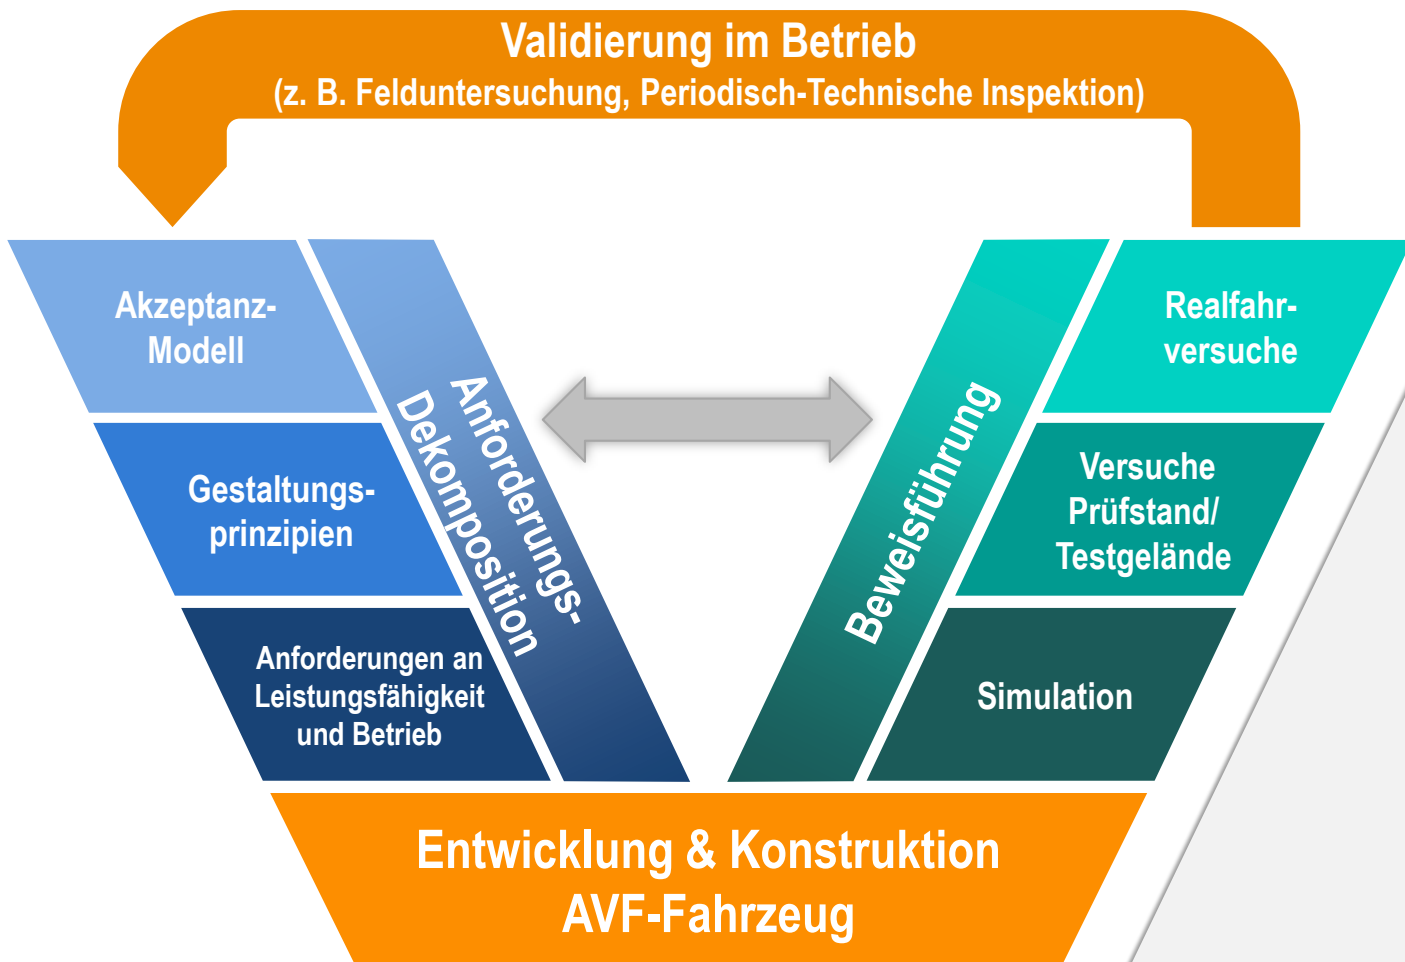 Validierung im Betrieb
(z. B. Felduntersuchung, Periodisch-Technische Inspektion)
Akzeptanz-
Modell
Gestaltungs-
prinzipien
Anforderungen an
Leistungsfähigkeit
und Betrieb
Anforderungs-
Dekomposition
Beweisführung
Realfahr-
versuche
Versuche
Prüfstand/
Testgelände
Simulation
Entwicklung & Konstruktion
AVF-Fahrzeug